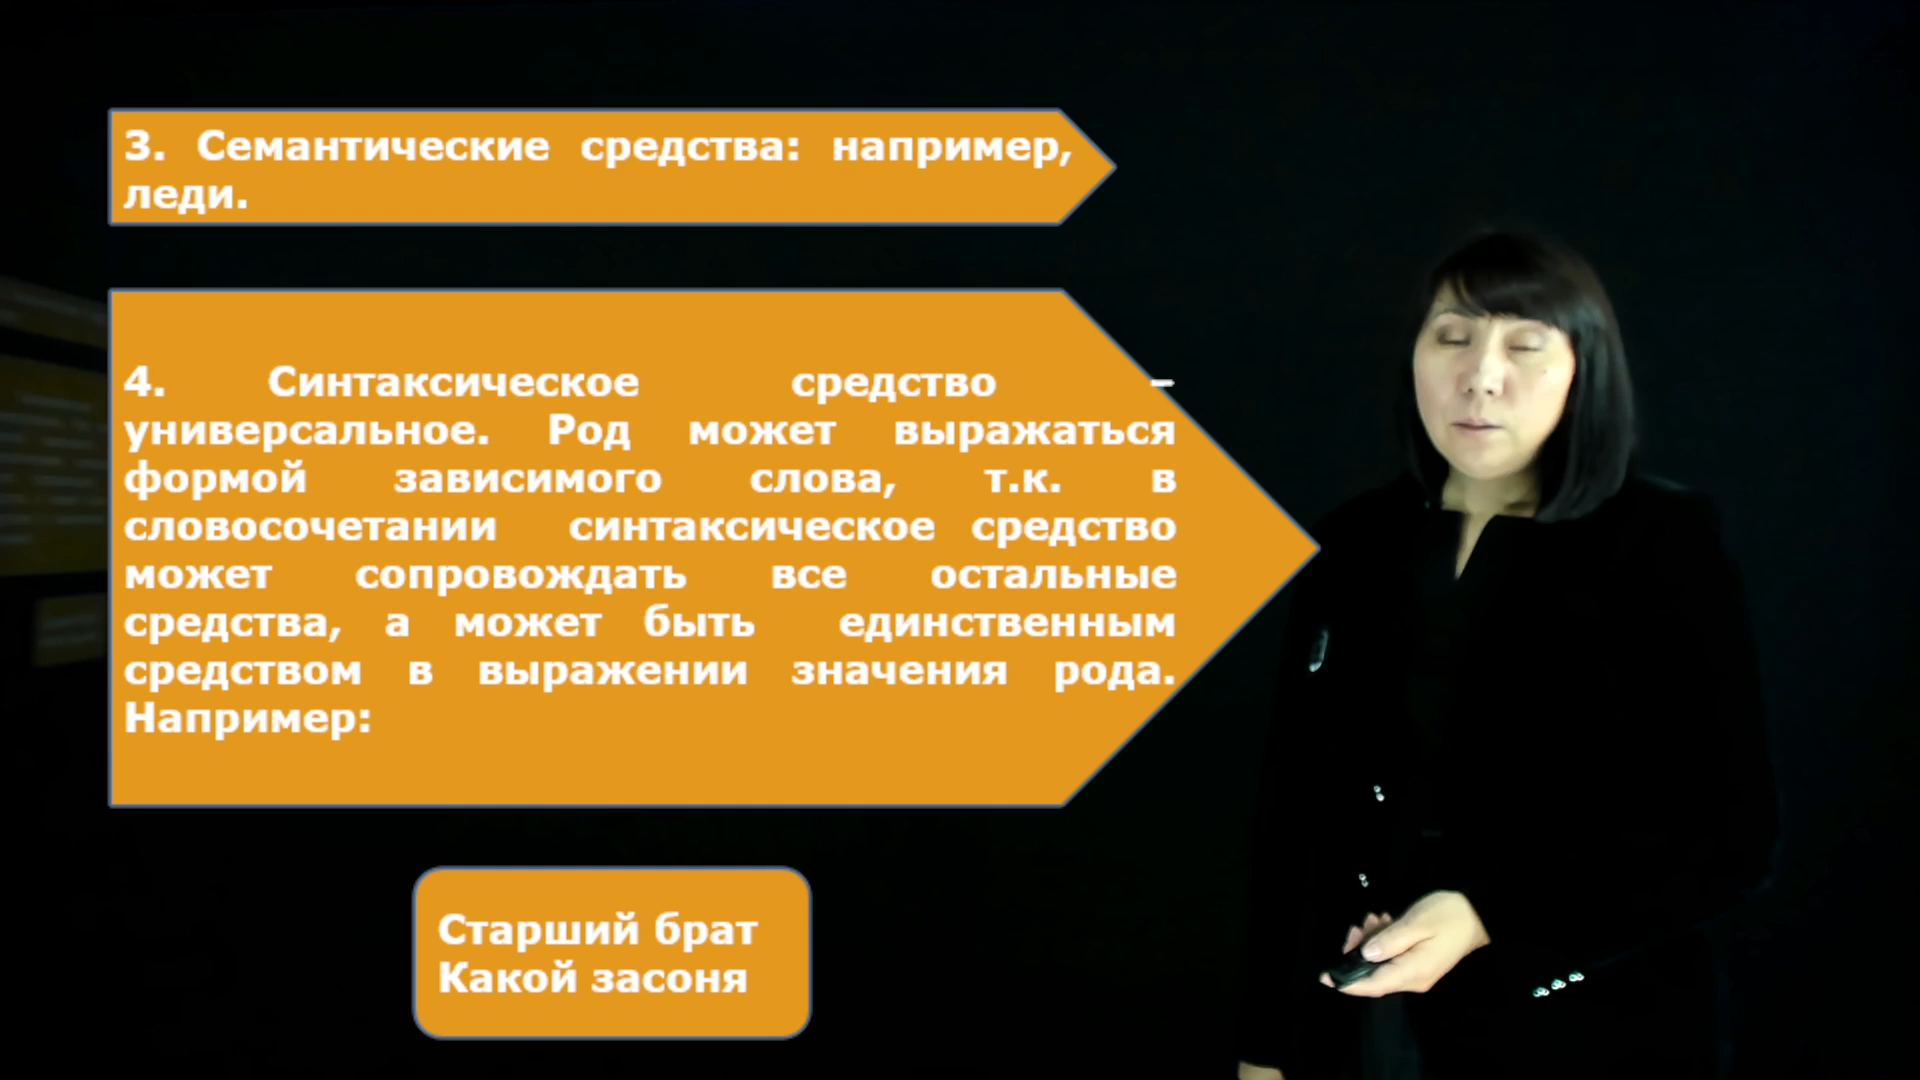 3. Семантические средства: например,
леди.
4. Синтаксическое средство –
универсальное. Род может выражаться
формой зависимого слова, т.к. в
словосочетании синтаксическое средство
может сопровождать все остальные
средства, а может быть единственным
средством в выражении значения рода.
Например:
Старший брат
Какой засоня